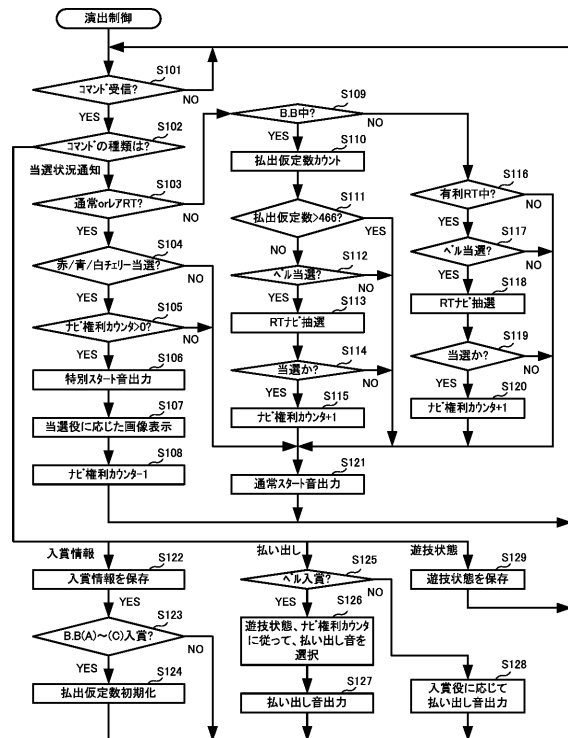 演出制御
S101
コマンド受信?
NO
YES
S102
コマンドの種類は?
当選状況通知
S103
通常orレアRT?
NO
YES
S104
赤/青/白チェリー当選?
NO
YES
S105
ナビ権利カウンタ>0?
NO
YES
S106
特別スタート音出力
S107
当選役に応じた画像表示
S108
ナビ権利カウンター1
S109
B.B中?
NO
YES
S110
払出仮定数カウント
S111
払出仮定数>466?
YES
NO
S112
ベル当選?
NO
YES
S113
RTナビ抽選
S114
当選か?
NO
YES
S115
ナビ権利カウンタ+1
S116
有利RT中?
NO
YES
S117
ベル当選?
NO
YES
S118
RTナビ抽選
S119
当選か?
NO
YES
S120
ナビ権利カウンタ+1
S121
通常スタート音出力
入賞情報
S122
入賞情報を保存
YES
S123
B.B(A)~(C)入賞?
NO
YES
S124
払出仮定数初期化
払い出し
S125
ベル入賞?
NO
YES
S126
遊技状態、ナビ権利カウンタ
に従って、払い出し音を
選択
S127
払い出し音出力
S128
入賞役に応じて
払い出し音出力
遊技状態
S129
遊技状態を保存